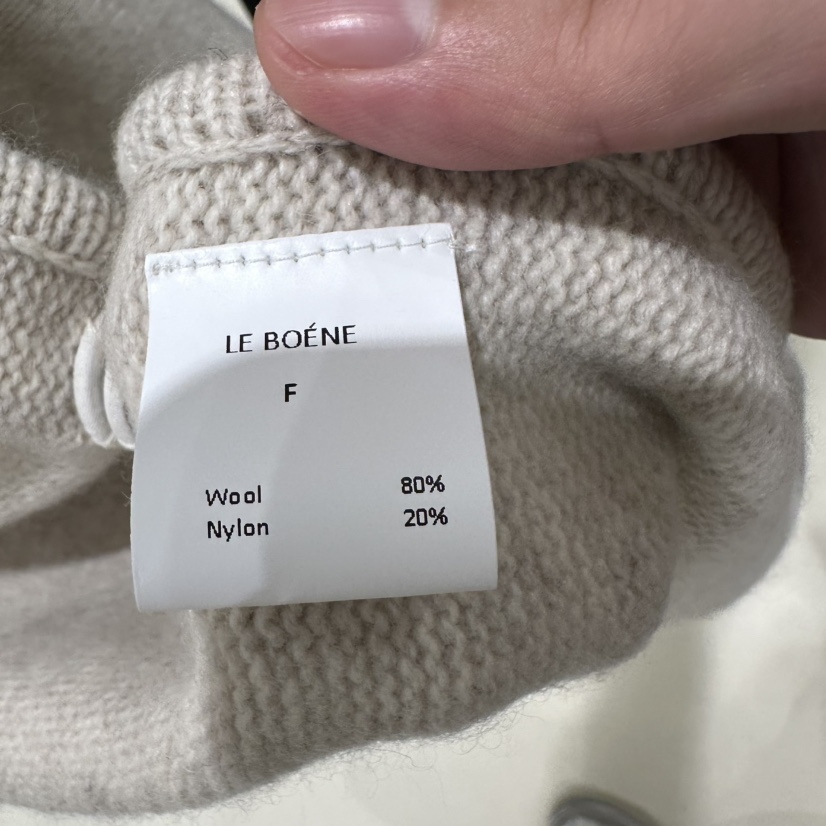 LE BOÉNE
F
Wool 80%
Nylon 20%